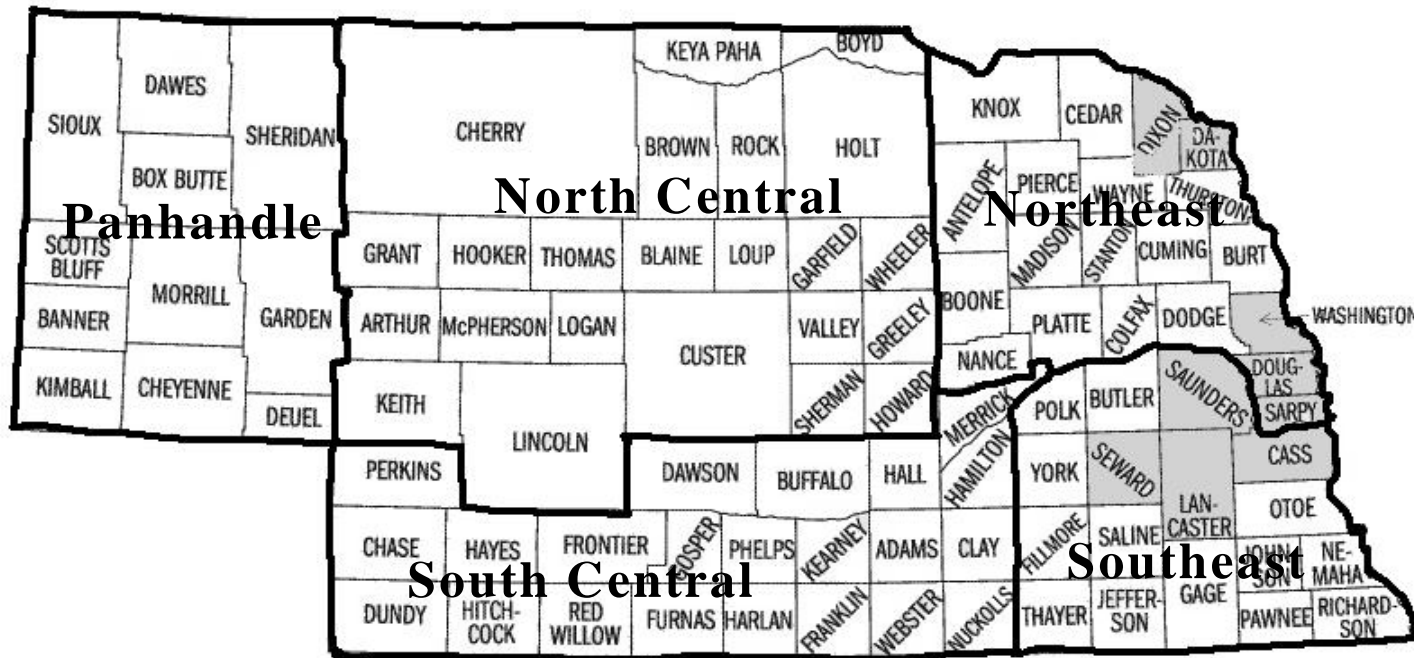 KEYA PAHA
BOYD
DAWES
SIOUX
SHERIDAN
CHERRY
BROWN
ROCK
HOLT
KNOX
CEDAR
DIXON
DA-
KOTA
BOX BUTTE
ANTELOPE
PIERCE
WAYNE
THURSTON
Panhandle
North Central
Northeast
SCOTTS
BLUFF
GRANT
HOOKER
THOMAS
BLAINE
LOUP
GARFIELD
WHEELER
MADISON
STANTON
CUMING
BURT
MORRILL
BANNER
GARDEN
ARTHUR
McPHERSON
LOGAN
CUSTER
VALLEY
GREELEY
BOONE
PLATTE
COLFAX
DODGE
WASHINGTON
NANCE
KIMBALL
CHEYENNE
DEUEL
KEITH
LINCOLN
SHERMAN
HOWARD
MERRICK
POLK
BUTLER
SAUNDERS
DOUG-
LAS
SARPY
PERKINS
DAWSON
BUFFALO
HALL
HAMILTON
YORK
SEWARD
LAN-
CASTER
CASS
OTOE
CHASE
HAYES
FRONTIER
GOSPER
PHELPS
KEARNEY
ADAMS
CLAY
FILLMORE
SALINE
JOHN-
SON
NE-
MAHA
South Central
Southeast
DUNDY
HITCH-
COCK
RED
WILLOW
FURNAS
HARLAN
FRANKLIN
WEBSTER
NUCKOLLS
THAYER
JEFFER-
SON
GAGE
PAWNEE
RICHARD-
SON